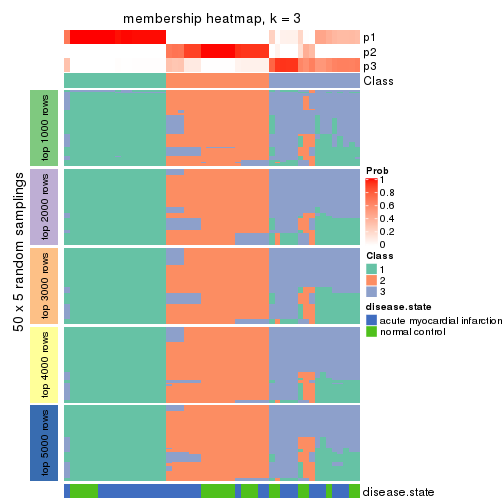 membership heatmap, k = 3
p1
p2
p3
Class
50 x 5 random samplings
top 1000 rows
top 2000 rows
top 3000 rows
top 4000 rows
top 5000 rows
Prob
1
0.8
0.6
0.4
0.2
0
Class
1
2
3
disease.state
acute myocardial infarction
normal control
disease.state